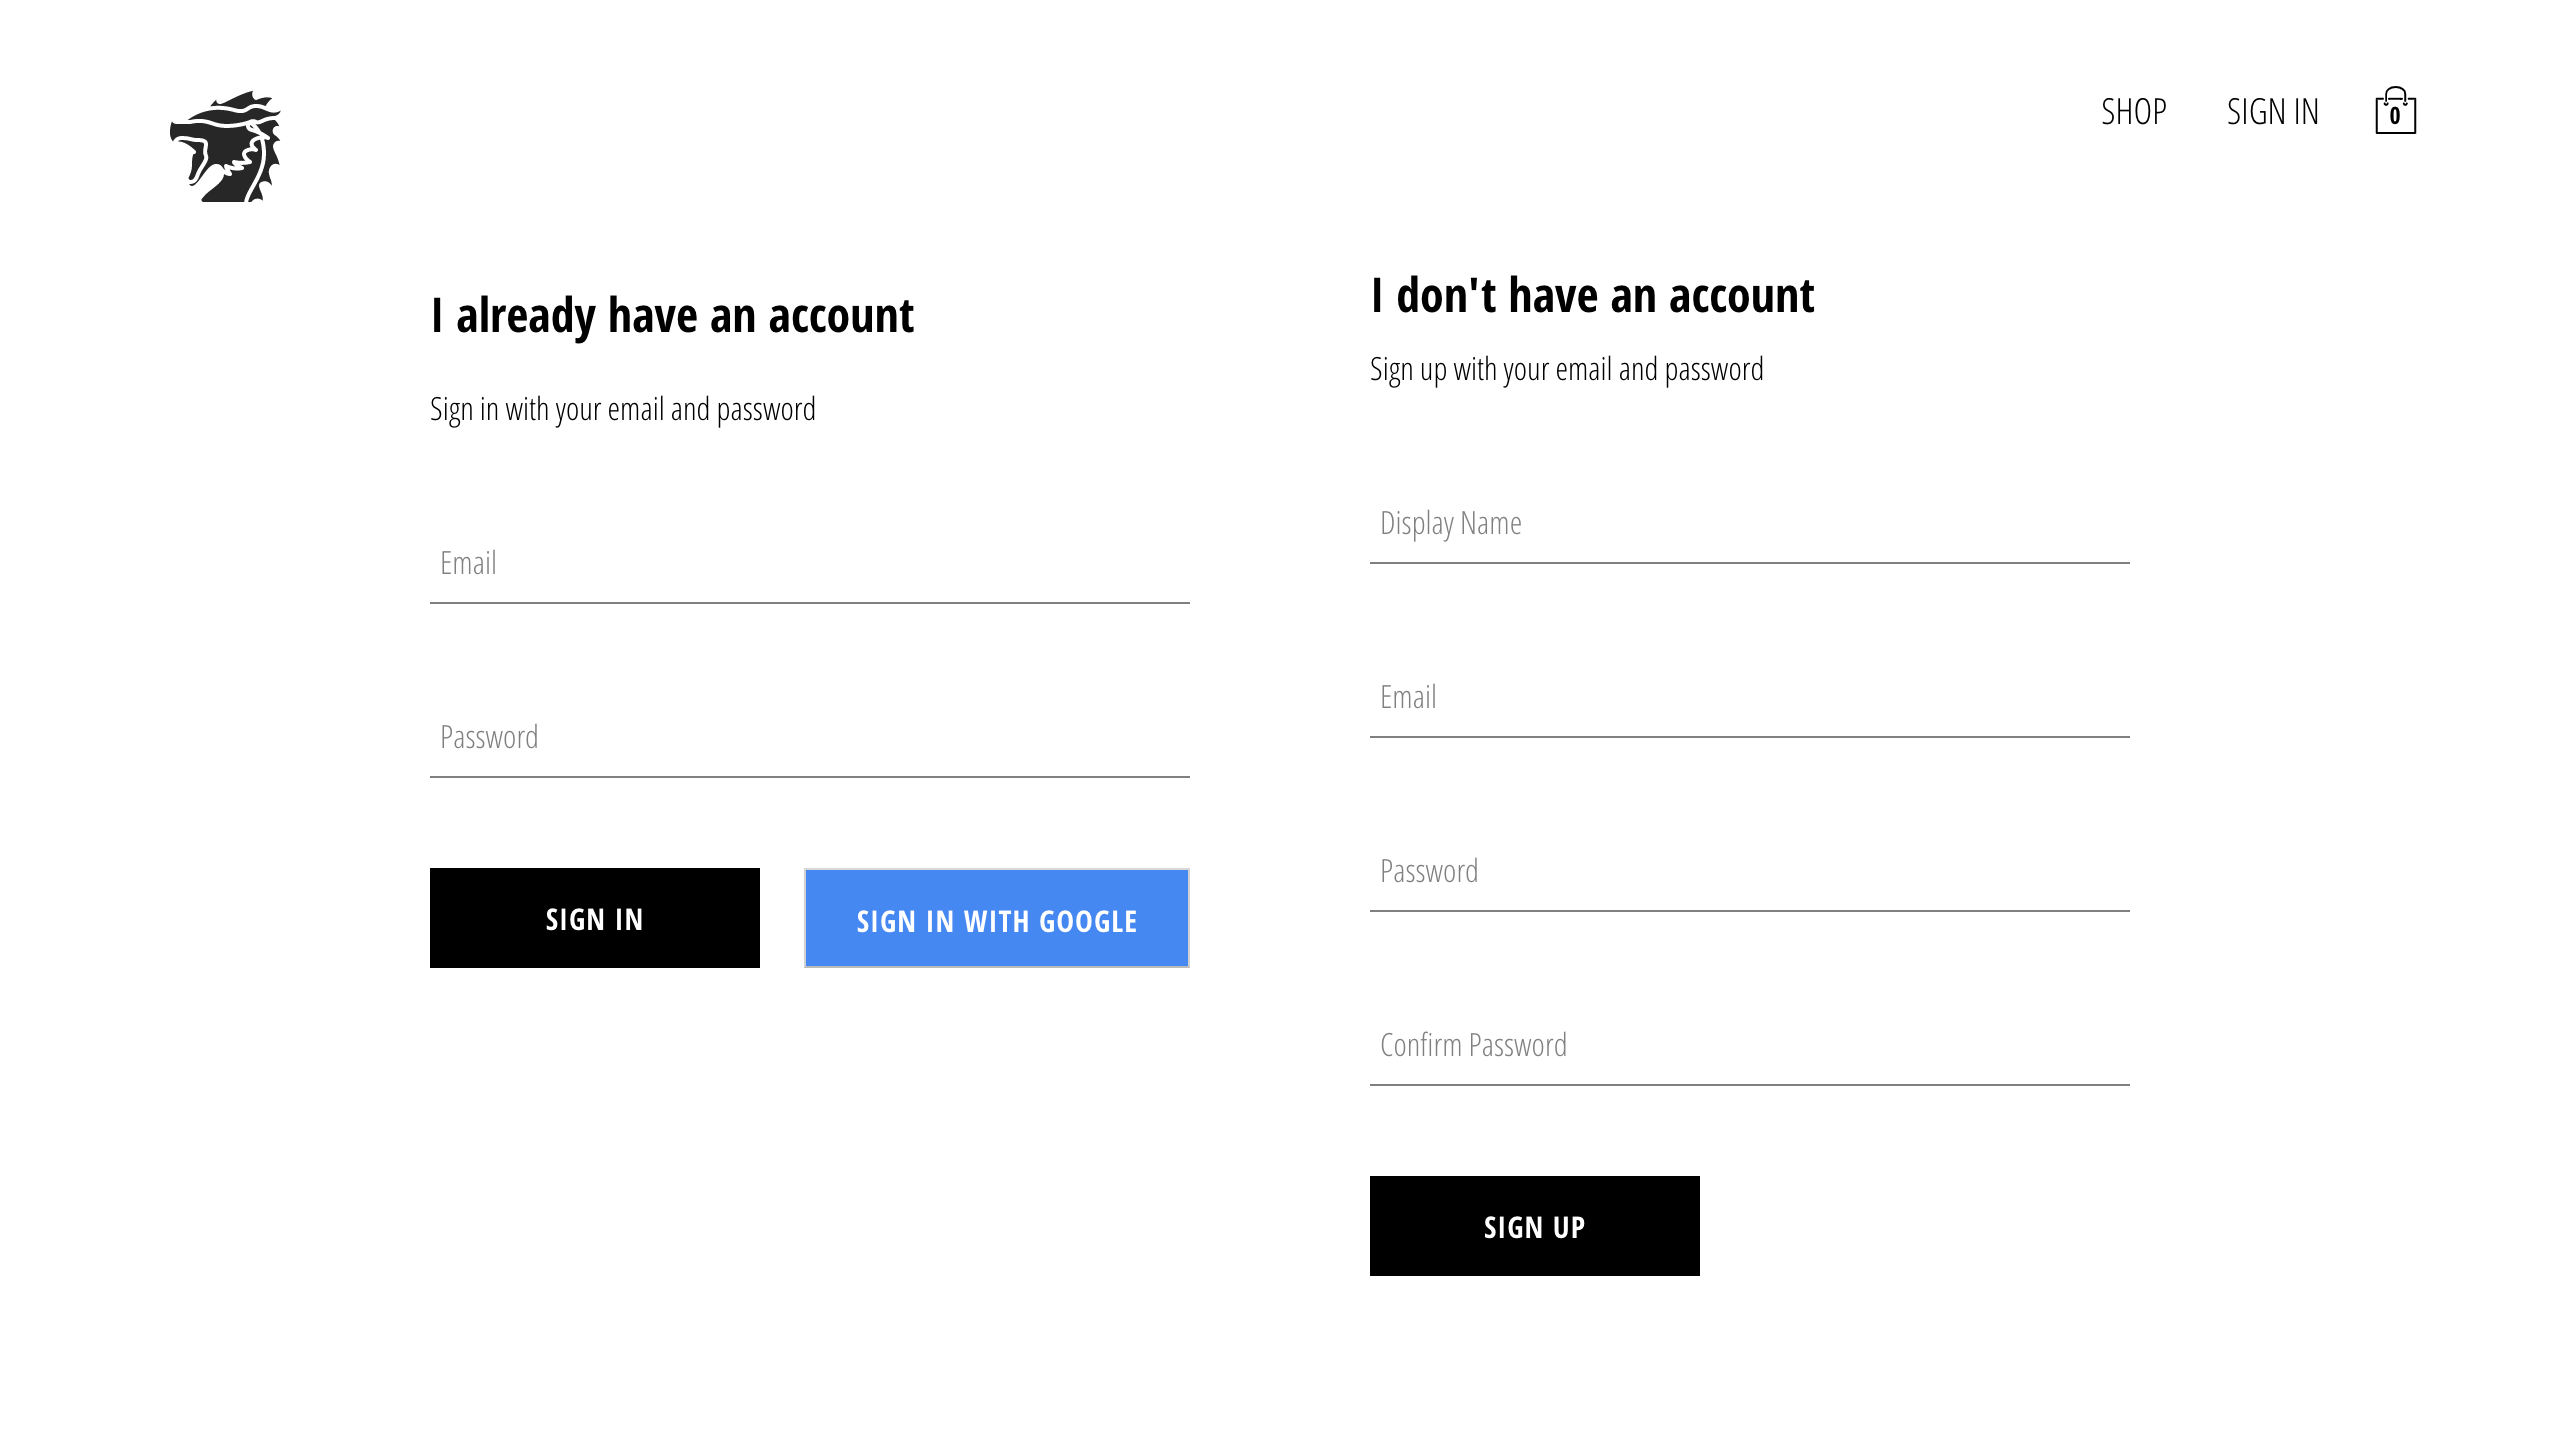 SHOP
SIGN IN
0
I already have an account
Sign in with your email and password
Email
Password
SIGN IN
SIGN IN WITH GOOGLE
I don't have an account
Sign up with your email and password
Display Name
Email
Password
Confirm Password
SIGN UP